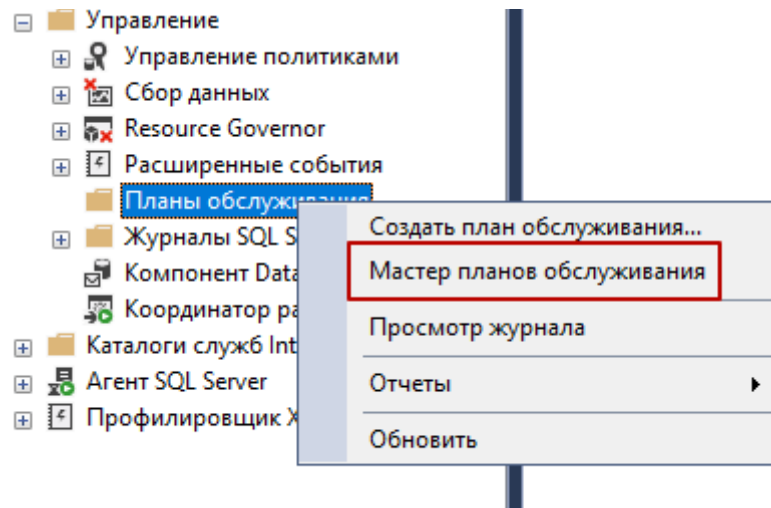 Управление
Управление политиками
Сбор данных
Resource Governor
Расширенные события
Планы обслуживания
Создать план обслуживания...
Журналы SQL S
Мастер планов обслуживания
Компонент Data
Координатор ра
Просмотр журнала
Каталоги служб Int
Агент SQL Server
Отчеты
Профилировщик X
Обновить